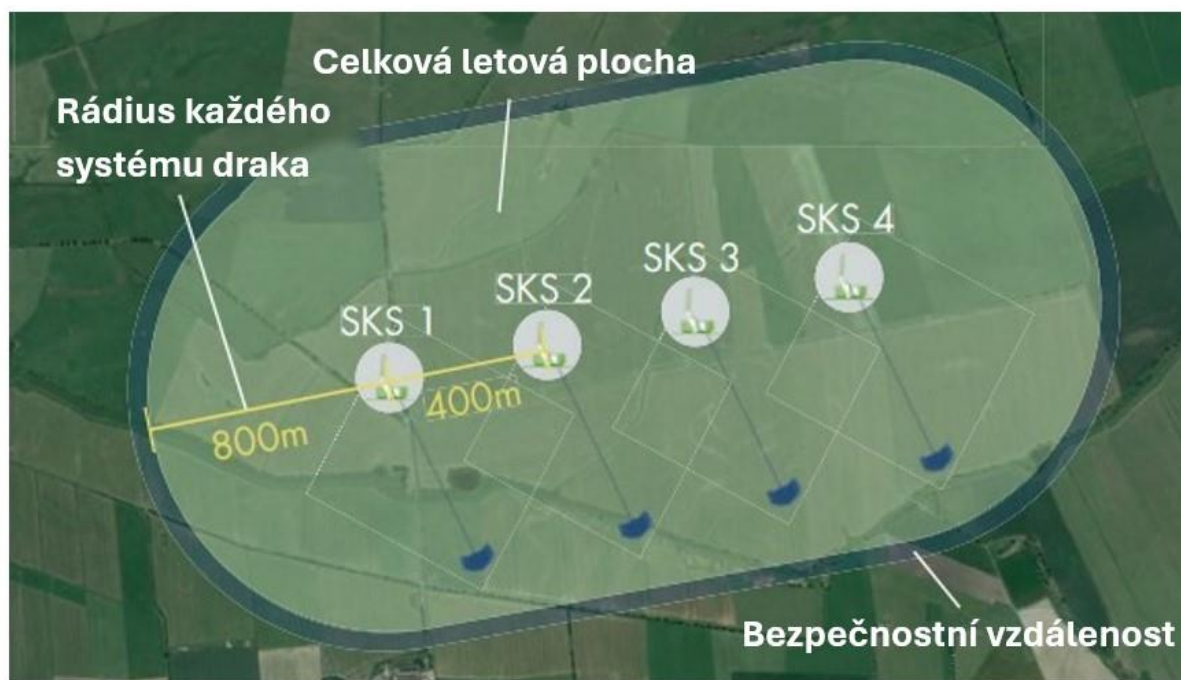 Celková letová plocha
Rádius každého
systému draka
SKS 4
SKS 3
SKS 2
SKS 1
400m
800m
Bezpečnostní vzdálenost